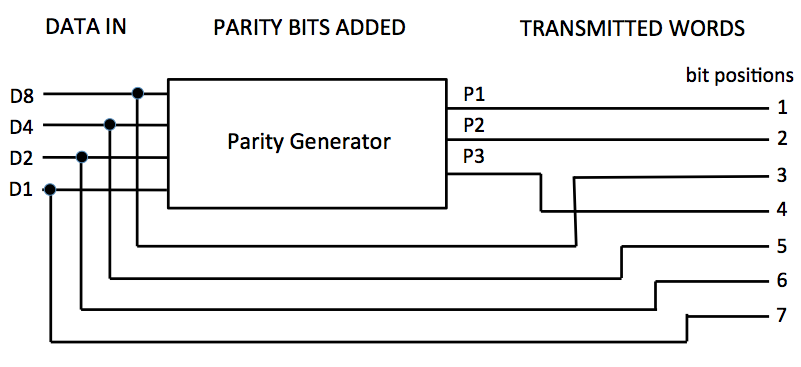 DATA IN
PARITY BITS ADDED
TRANSMITTED WORDS
bit positions
D8
D4
D2
D1
Parity Generator
P1
P2
P3
1
2
3
4
5
6
7